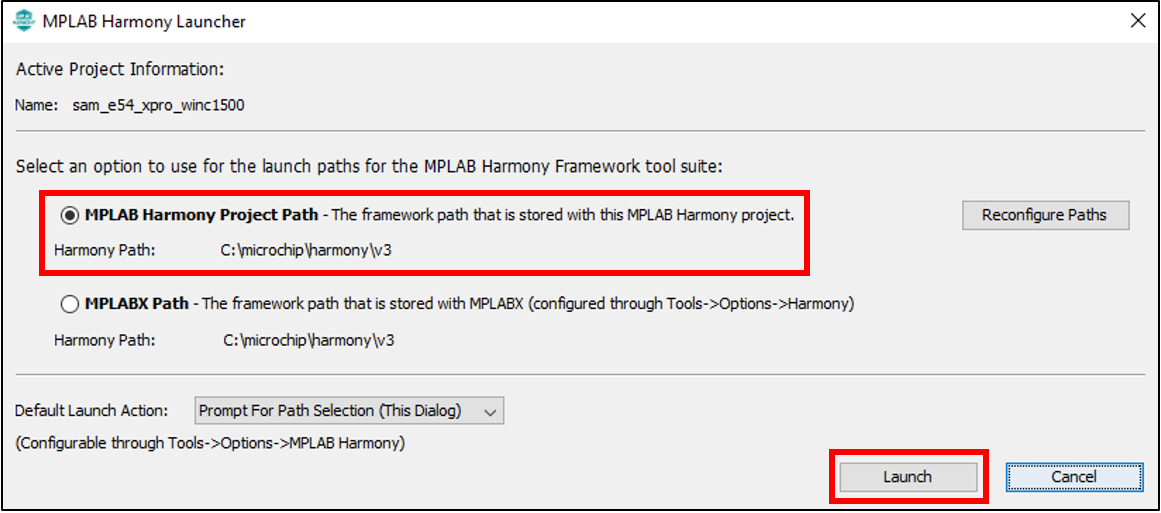 MPLAB Harmony Launcher
Active Project Information:
Name: sam_e54_xpro_winc1500
Select an option to use for the launch paths for the MPLAB Harmony Framework tool suite:
MPLAB Harmony Project Path - The framework path that is stored with this MPLAB Harmony project.
Reconfigure Paths
Harmony Path: C:\microchip\harmony\v3
MPLABX Path - The framework path that is stored with MPLABX (configured through Tools->Options->Harmony)
Harmony Path: C:\microchip\harmony\v3
Default Launch Action: Prompt For Path Selection (This Dialog)
(Configurable through Tools->Options->MPLAB Harmony)
Launch Cancel